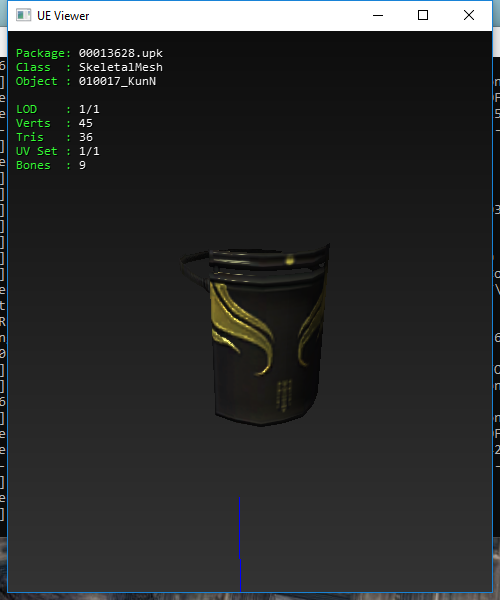 UE Viewer
Package: 00013628.upk
Class : SkeletalMesh
Object : 010017_KunN
LOD : 1/1
Verts : 45
Tris : 36
UV Set : 1/1
Bones : 9